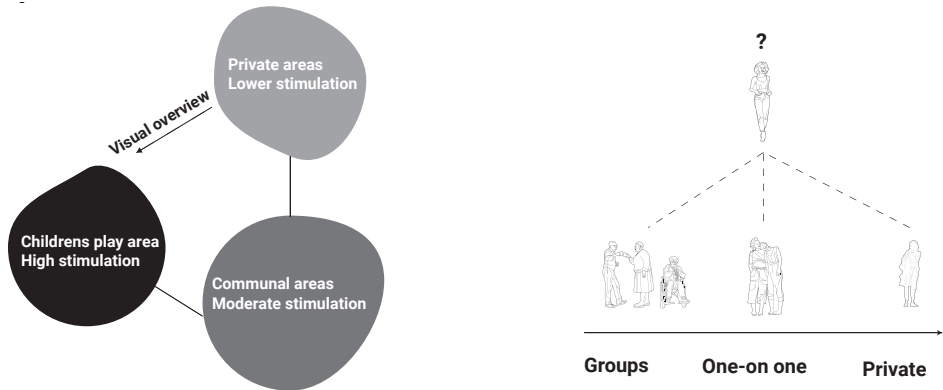 Private areas
Lower stimulation
Visual overview
Childrens play area
High stimulation
Communal areas
Moderate stimulation
?
Groups
One-on one
Private